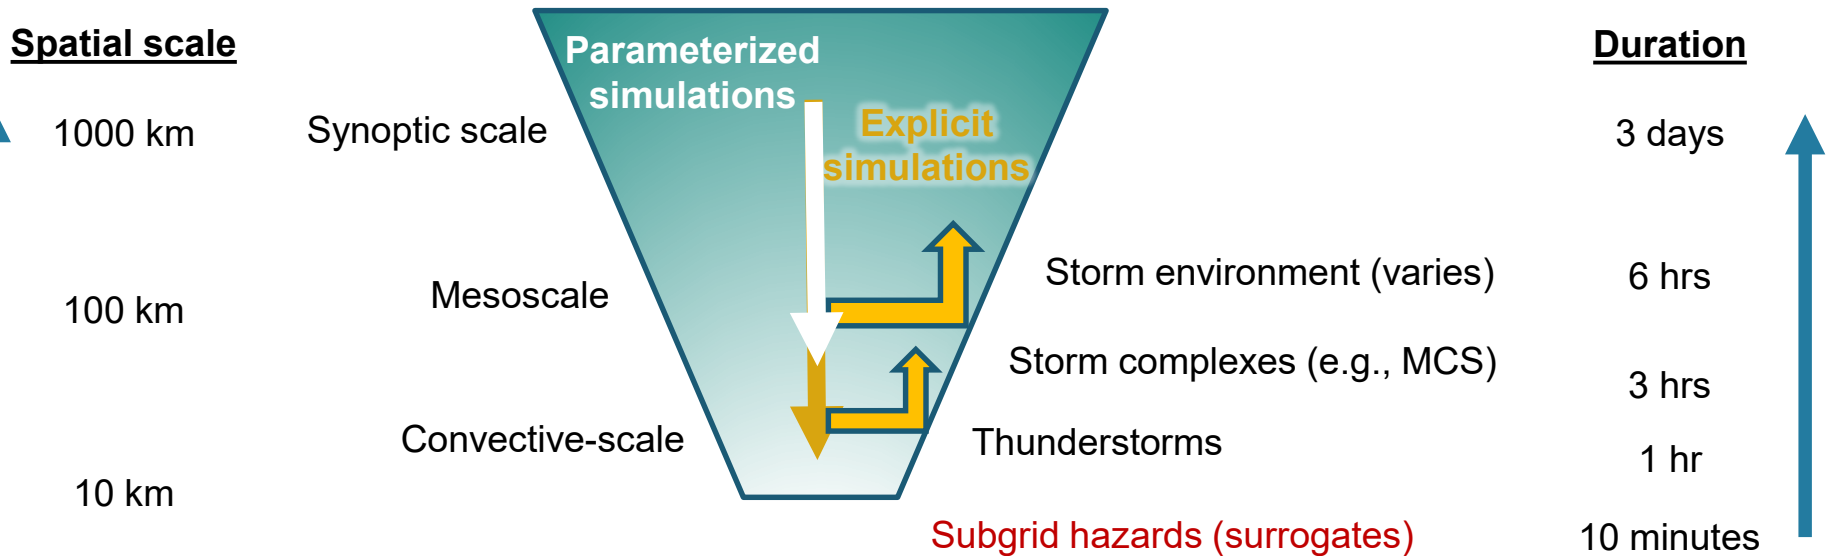 Spatial scale
1000 km
100 km
10 km
Synoptic scale
Mesoscale
Convective-scale
Parameterized
simulations
Explicit
simulations
Storm environment (varies)
Storm complexes (e.g., MCS)
Thunderstorms
Subgrid hazards (surrogates)
Duration
3 days
6 hrs
3 hrs
1 hr
10 minutes